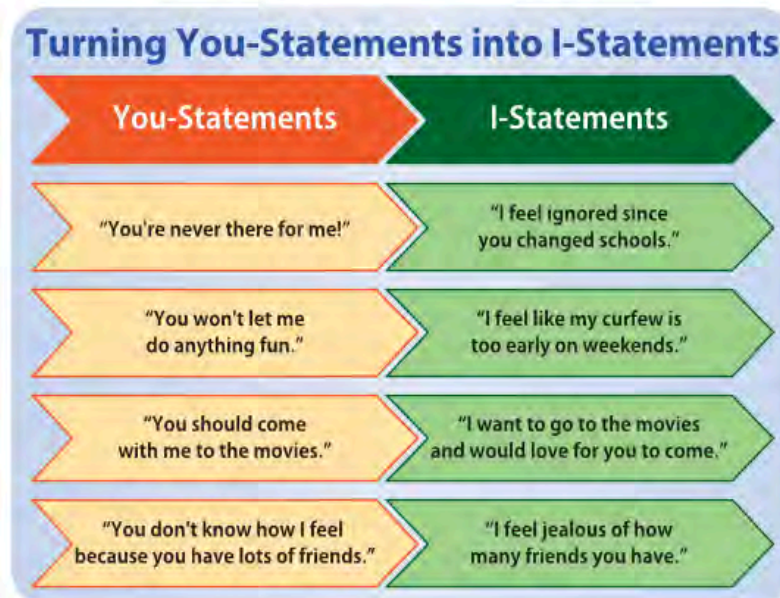 Turning You-Statements into I-Statements
You-Statements
I-Statements
"You're never there for me!"
"I feel ignored since
you changed schools."
"You won't let me
do anything fun."
"I feel like my curfew is
too early on weekends."
"You should come
with me to the movies."
"I want to go to the movies
and would love for you to come."
"You don't know how I feel
because you have lots of friends."
"I feel jealous of how
many friends you have."